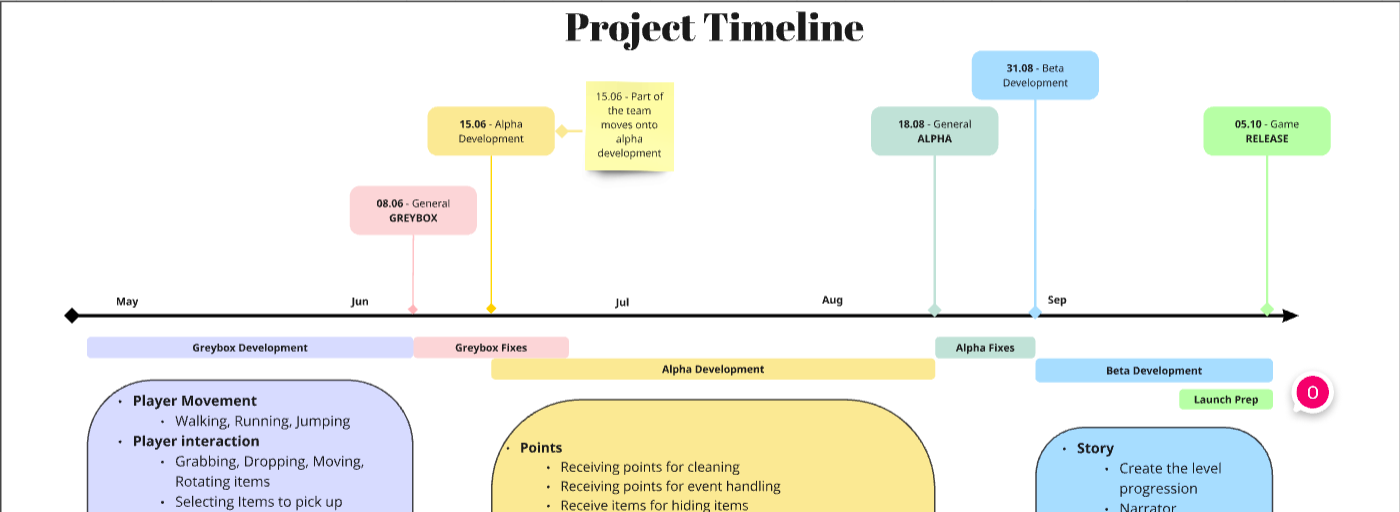 Project Timeline
31.08 - Beta
Development
15.06 - Part of
the team
moves onto
alpha
development
15.06 - Alpha
Development
18.08 - General
ALPHA
05.10 - Game
RELEASE
08.06 - General
GREYBOX
May
Jun
Jul
Aug
Sep
Greybox Development
Greybox Fixes
Alpha Fixes
Alpha Development
Beta Development
Launch Prep
O
• Player Movement
• Walking, Running, Jumping
• Player interaction
• Grabbing, Dropping, Moving,
Rotating items
• Selecting Items to pick up
• Points
• Receiving points for cleaning
• Receiving points for event handling
• Receive items for hiding items
• Story
• Create the level
progression
• Narrator